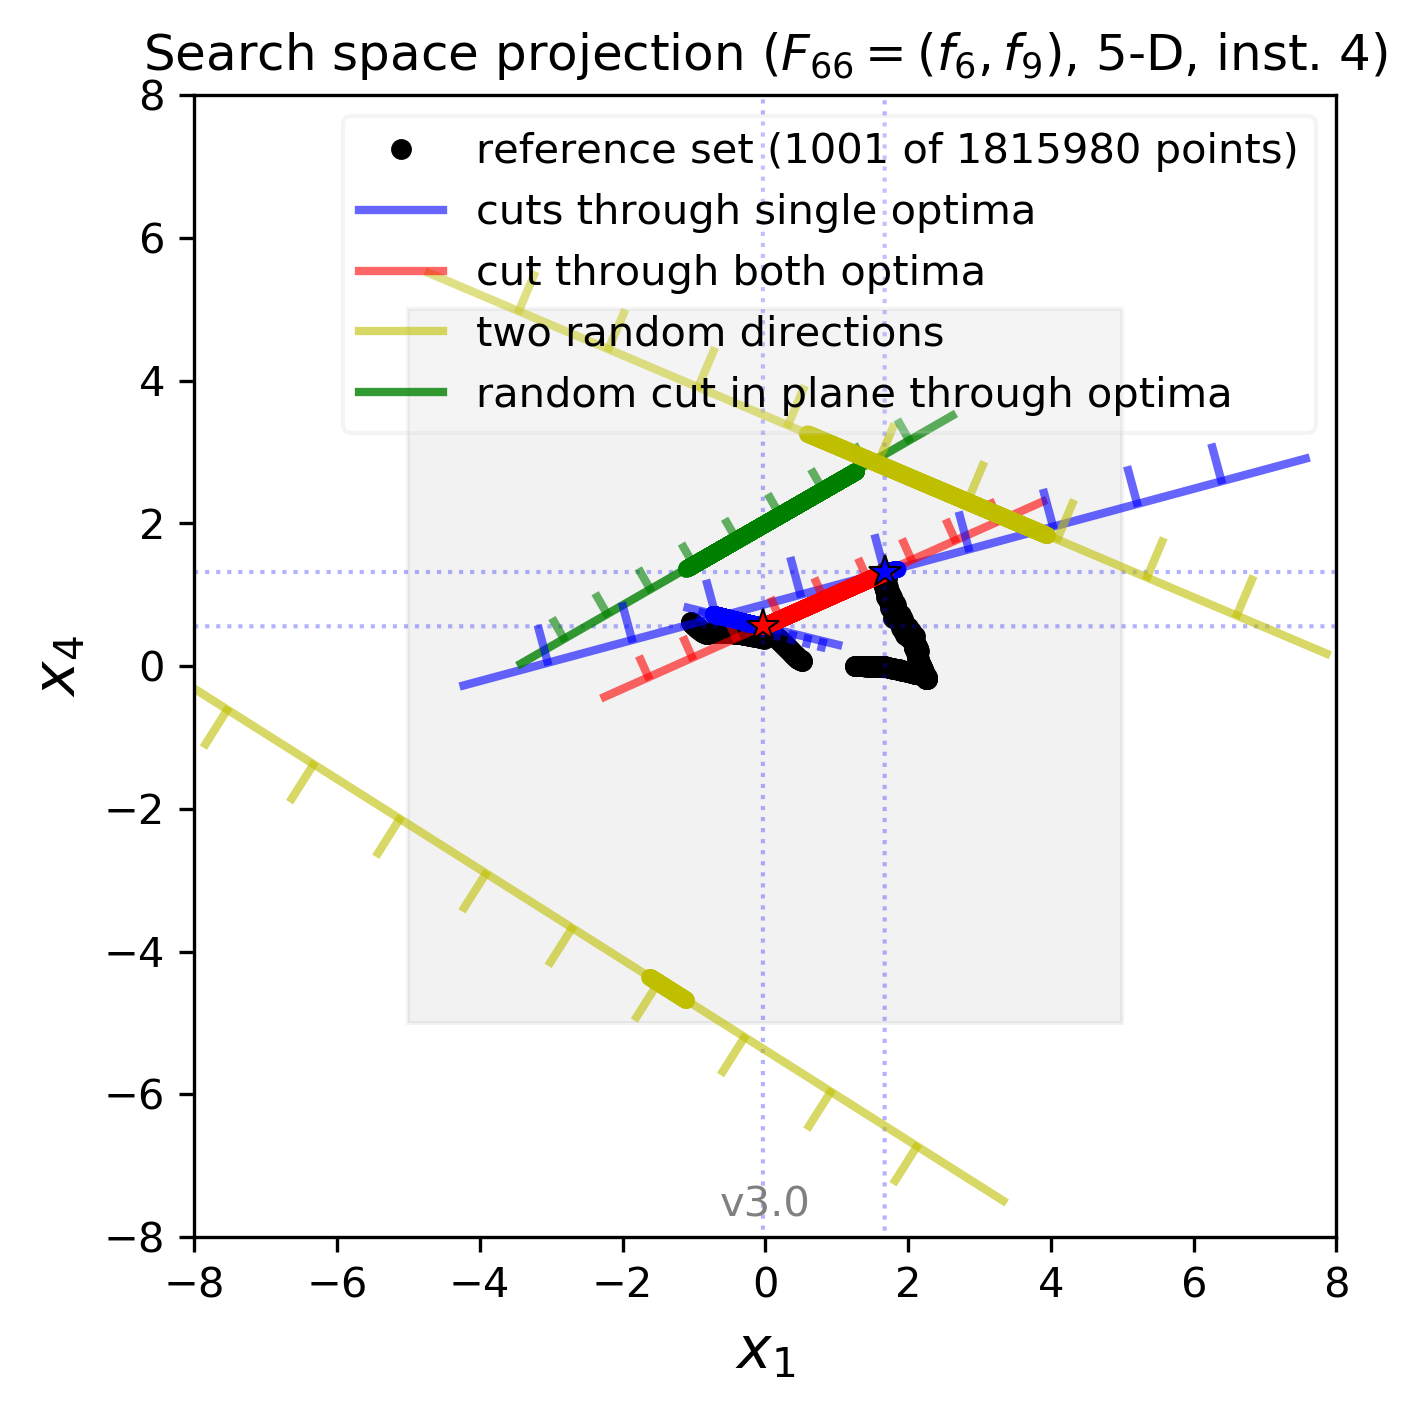 Search space projection (F₆₆ = (f₆, f₉), 5-D, inst. 4)
8
6
4
2
0
−2
−4
−6
−8
x₄
reference set (1001 of 1815980 points)
cuts through single optima
cut through both optima
two random directions
random cut in plane through optima
v3.0
−8 −6 −4 −2 0 2 4 6 8
x₁